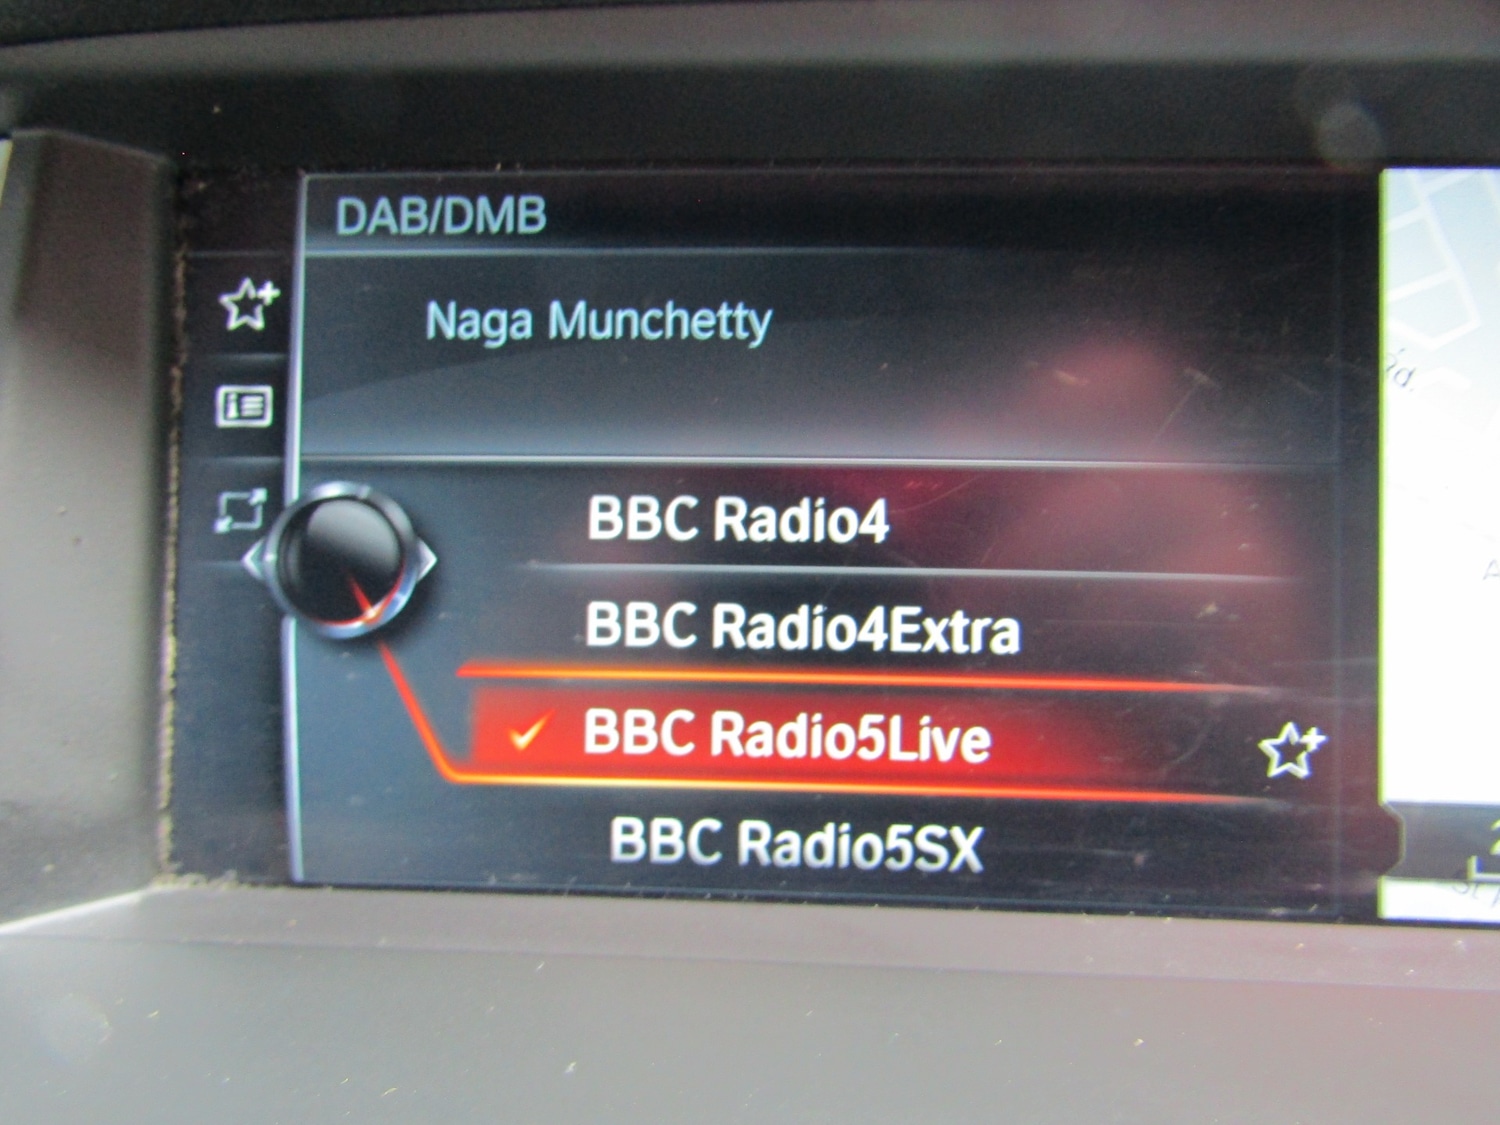 DAB/DMB
Naga Munchetty
BBC Radio4
BBC Radio4Extra
BBC Radio5Live
BBC Radio5SX